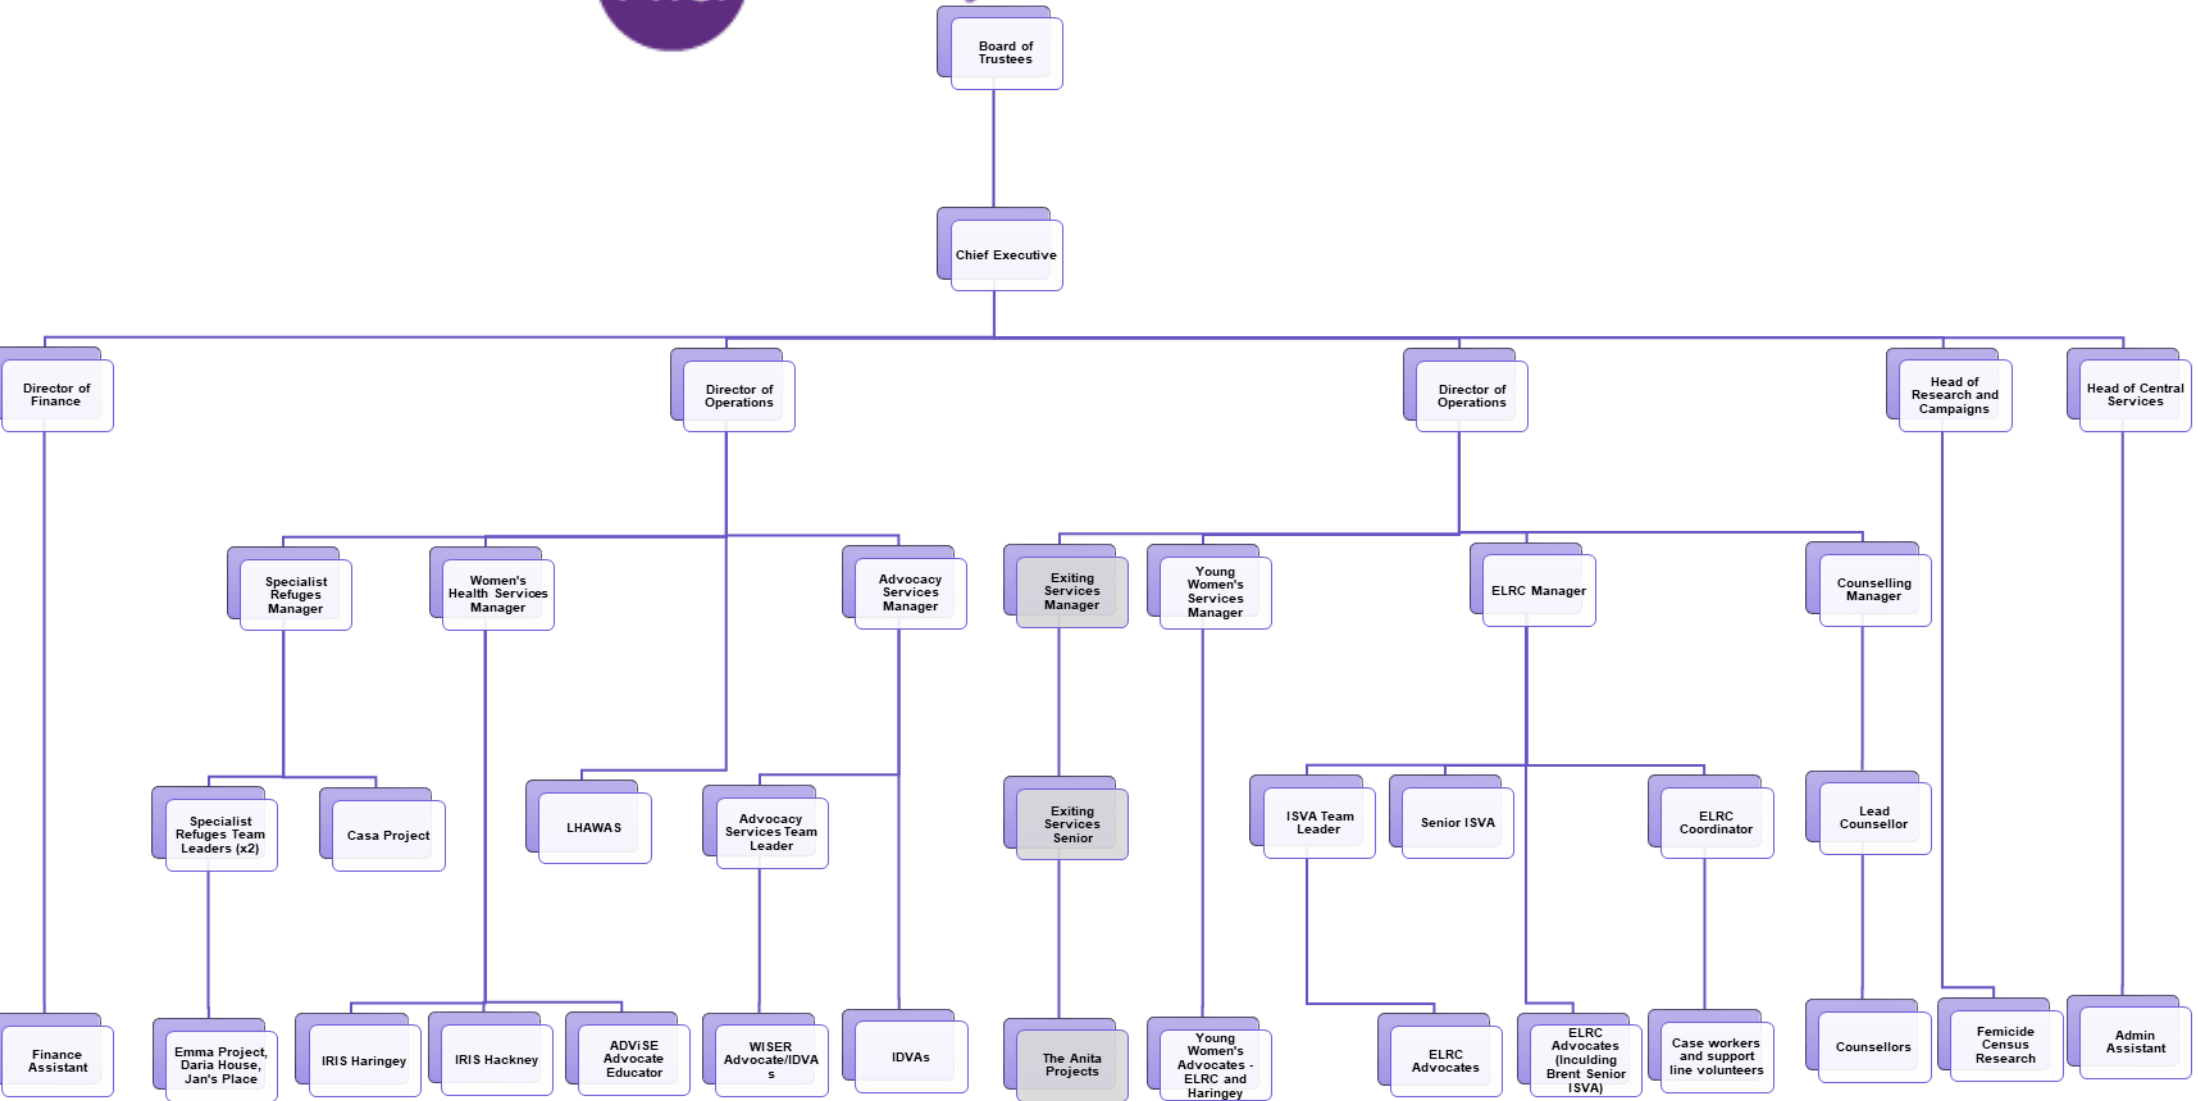 Board of
Trustees
Chief Executive
Director of
Finance
Director of
Operations
Director of
Operations
Head of
Research and
Campaigns
Head of Central
Services
Specialist
Refuges
Manager
Women's
Health Services
Manager
Advocacy
Services
Manager
Exiting
Services
Manager
Young
Women's
Services
Manager
ELRC Manager
Counselling
Manager
Specialist
Refuges Team
Leaders (x2)
Casa Project
LHAWAS
Advocacy
Services Team
Leader
Exiting
Services
Senior
ISVA Team
Leader
Senior ISVA
ELRC
Coordinator
Lead
Counsellor
Finance
Assistant
Emma Project,
Daria House,
Jan's Place
IRIS Haringey
IRIS Hackney
ADViSE
Advocate
Educator
WISER
Advocate/IDVA
s
IDVAs
The Anita
Projects
Young
Women's
Advocates -
ELRC and
Haringey
ELRC
Advocates
ELRC
Advocates
(Inculding
Brent Senior
ISVA)
Case workers
and support
line volunteers
Counsellors
Femicide
Census
Research
Admin
Assistant